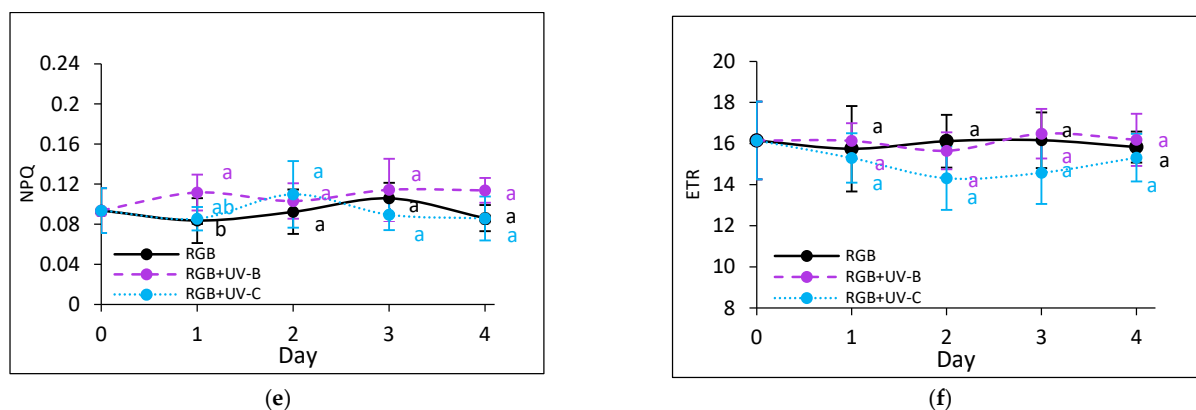 NPQ
0.24
0.2
0.16
0.12
0.08
0.04
0
a
a
a
a
ab
a
a
a
b
a
a
a
RGB
RGB+UV-B
RGB+UV-C
0 1 2 3 4
Day
(e)
ETR
20
18
16
14
12
10
8
a
a
a
a
a
a
a
a
a
a
a
a
RGB
RGB+UV-B
RGB+UV-C
0 1 2 3 4
Day
(f)